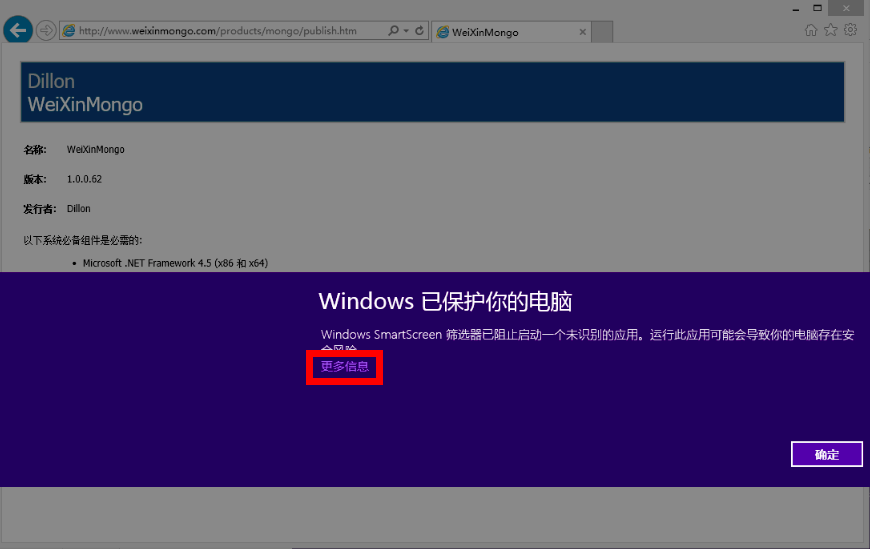 http://www.weixinmongo.com/products/mongo/publish.htm
WeiXinMongo
Dillon
WeiXinMongo
名称: WeiXinMongo
版本: 1.0.0.62
发行者: Dillon
以下系统必备组件是必需的:
• Microsoft .NET Framework 4.5 (x86 和 x64)
Windows 已保护你的电脑
Windows SmartScreen 筛选器已阻止启动一个未识别的应用。运行此应用可能会导致你的电脑存在安
全风险。
更多信息
确定